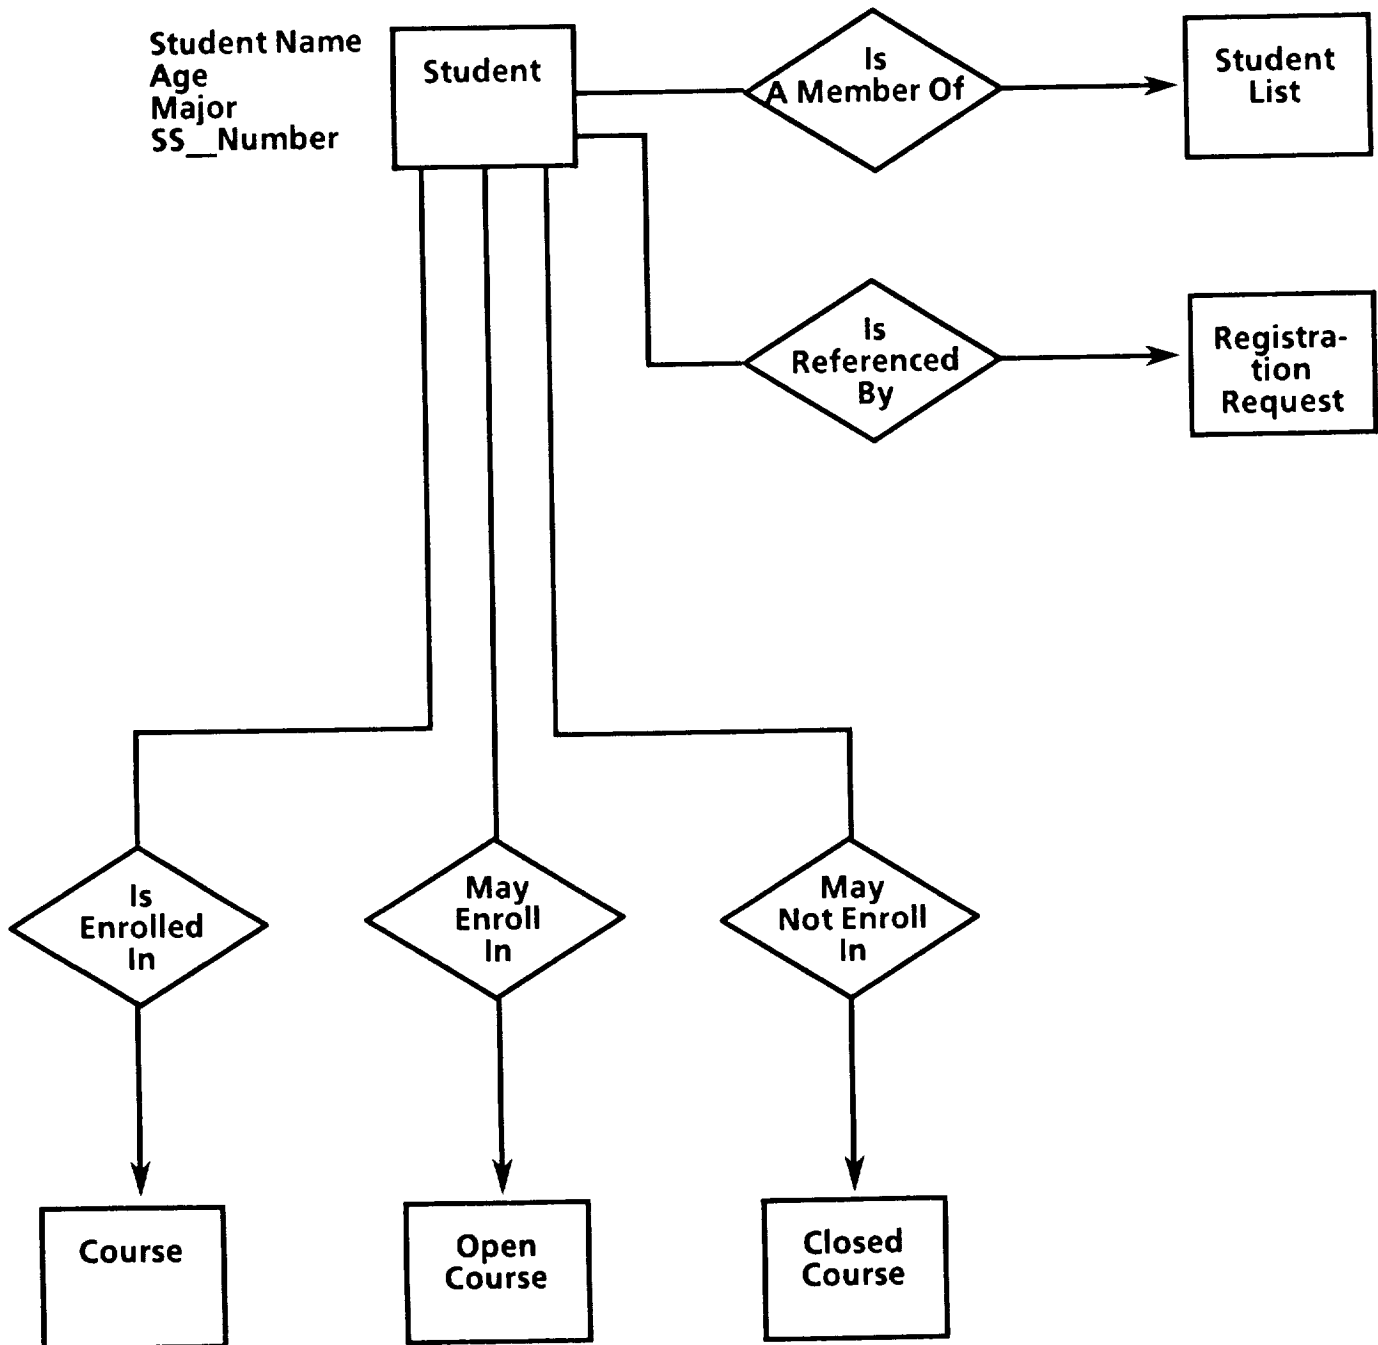 Student Name
Age
Major
SS__Number
Student
Is
A Member Of
Student
List
Is
Referenced
By
Registra-
tion
Request
Is
Enrolled
In
May
Enroll
In
May
Not Enroll
In
Course
Open
Course
Closed
Course